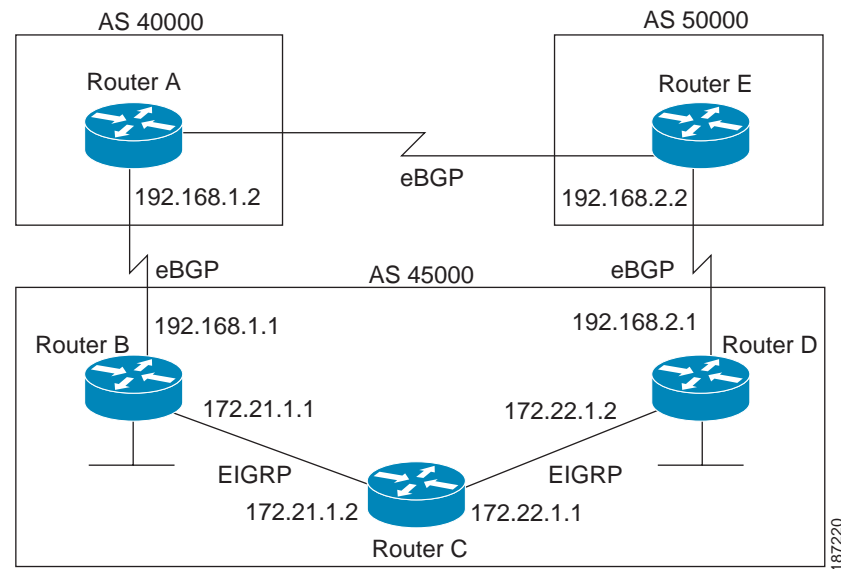 AS 40000
AS 50000
Router A
Router E
eBGP
192.168.1.2
192.168.2.2
eBGP
AS 45000
eBGP
192.168.1.1
192.168.2.1
Router B
Router D
172.21.1.1
172.22.1.2
EIGRP
EIGRP
172.21.1.2
172.22.1.1
Router C
187220